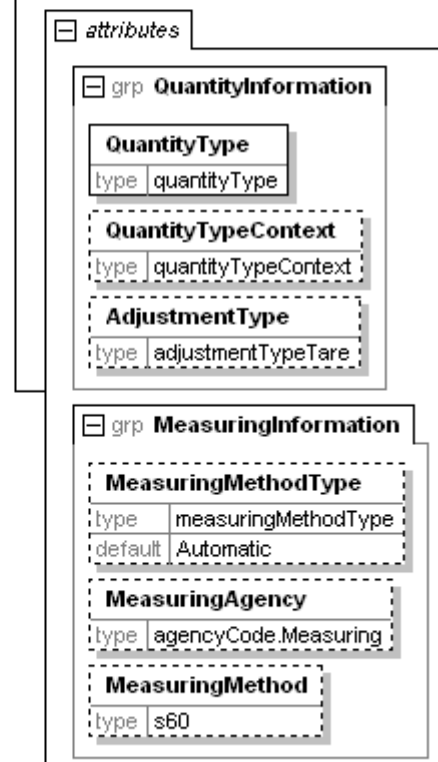 attributes
grp QuantityInformation
QuantityType
type quantityType
QuantityTypeContext
type quantityTypeContext
AdjustmentType
type adjustmentTypeTare
grp MeasuringInformation
MeasuringMethodType
type measuringMethodType
default Automatic
MeasuringAgency
type agencyCode.Measuring
MeasuringMethod
type s60